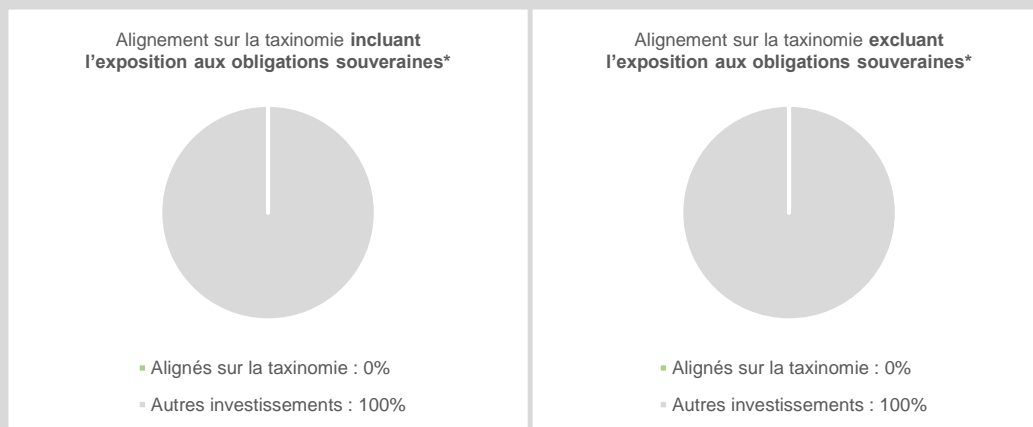 Alignement sur la taxinomie incluant
l'exposition aux obligations souveraines*
Alignés sur la taxinomie : 0%
Autres investissements : 100%
Alignement sur la taxinomie excluant
l'exposition aux obligations souveraines*
Alignés sur la taxinomie : 0%
Autres investissements : 100%